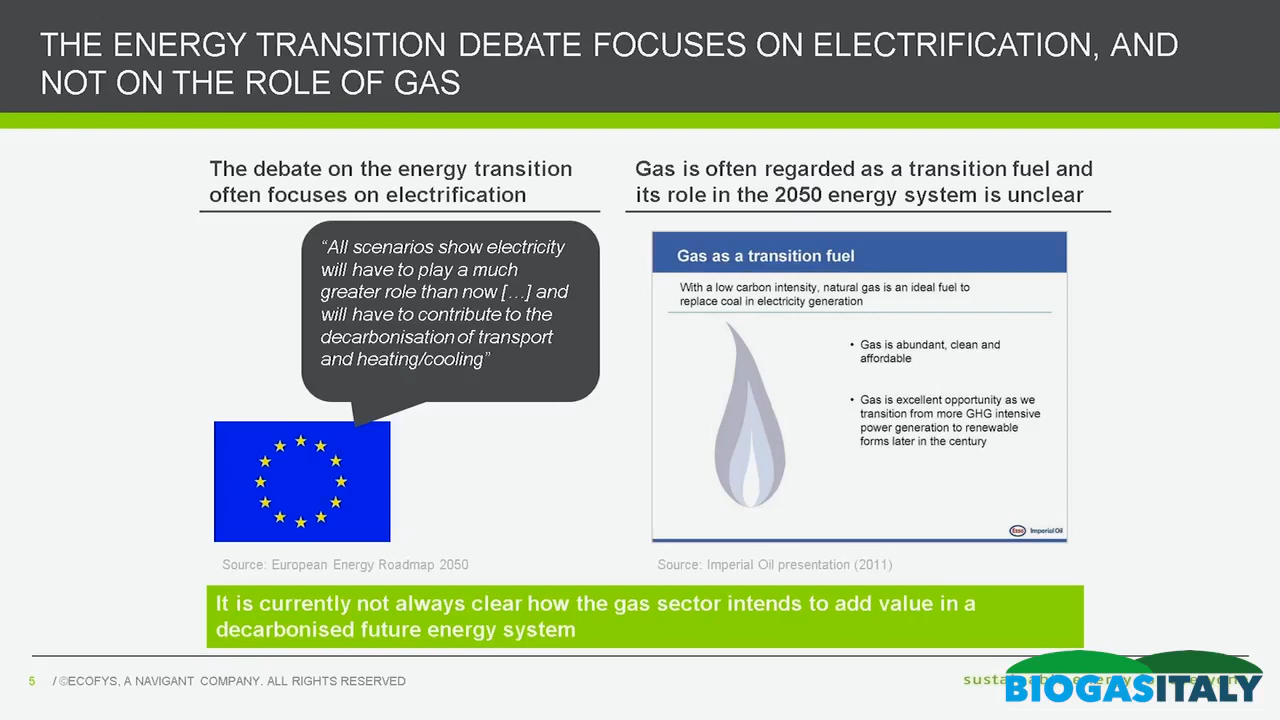 THE ENERGY TRANSITION DEBATE FOCUSES ON ELECTRIFICATION, AND
NOT ON THE ROLE OF GAS
The debate on the energy transition
often focuses on electrification
"All scenarios show electricity
will have to play a much
greater role than now […] and
will have to contribute to the
decarbonisation of transport
and heating/cooling"
Source: European Energy Roadmap 2050
Gas is often regarded as a transition fuel and
its role in the 2050 energy system is unclear
Gas as a transition fuel
With a low carbon intensity, natural gas is an ideal fuel to
replace coal in electricity generation
• Gas is abundant, clean and
affordable
• Gas is excellent opportunity as we
transition from more GHG intensive
power generation to renewable
forms later in the century
Esso Imperial Oil
Source: Imperial Oil presentation (2011)
It is currently not always clear how the gas sector intends to add value in a
decarbonised future energy system
5 / ©ECOFYS, A NAVIGANT COMPANY. ALL RIGHTS RESERVED
BIOGASITALY